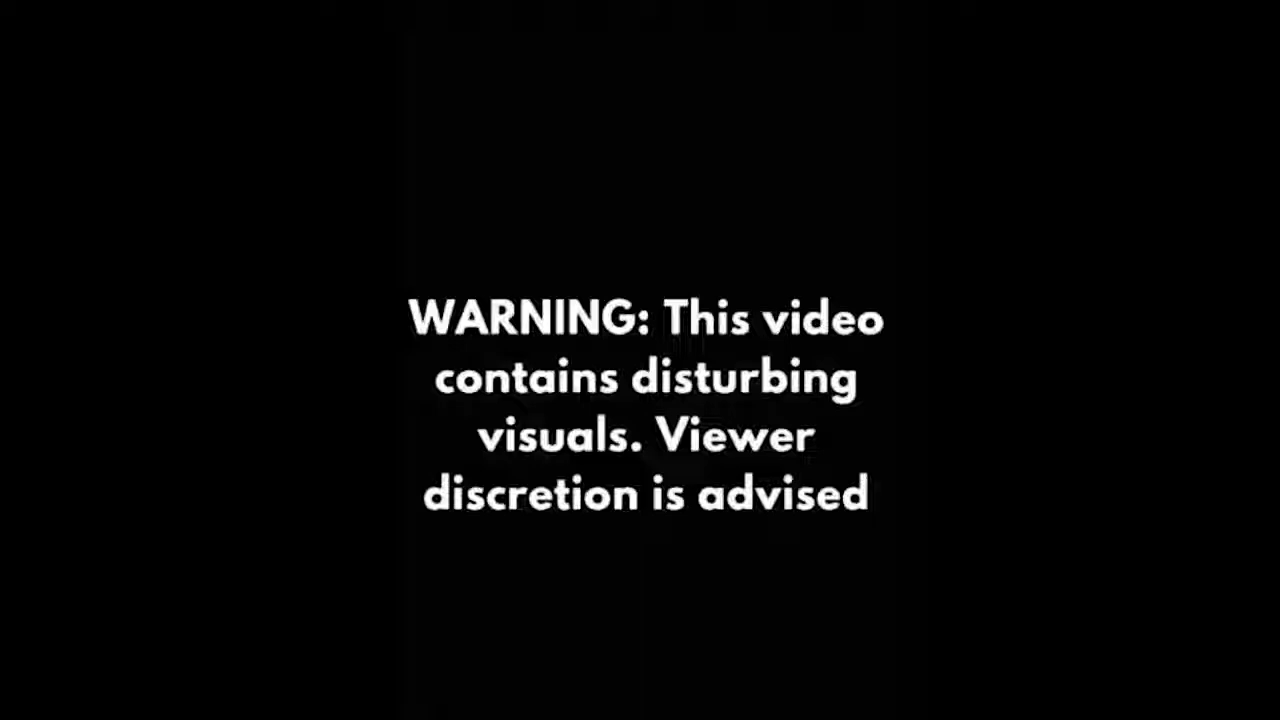 WARNING: This video
contains disturbing
visuals. Viewer
discretion is advised